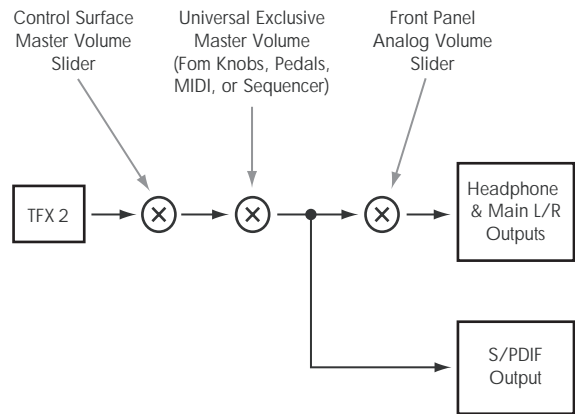 Control Surface
Master Volume
Slider
Universal Exclusive
Master Volume
(Fom Knobs, Pedals,
MIDI, or Sequencer)
Front Panel
Analog Volume
Slider
TFX 2
Headphone
& Main L/R
Outputs
S/PDIF
Output